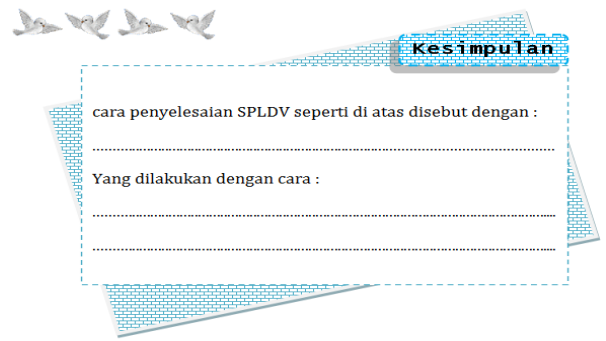 Kesimpulan
cara penyelesaian SPLDV seperti di atas disebut dengan :
................................................................................................
Yang dilakukan dengan cara :
................................................................................................
................................................................................................